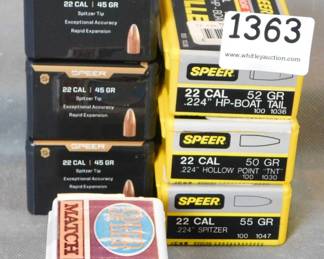 1363
www.whitleyauction.com
22 CAL | 45 GR
Spitzer Tip
Exceptional Accuracy
Rapid Expansion
SPEER
22 CAL | 45 GR
Spitzer Tip
Exceptional Accuracy
Rapid Expansion
SPEER
22 CAL | 45 GR
Spitzer Tip
Exceptional Accuracy
Rapid Expansion
SPEER
22 CAL 52 GR
.224" HP-BOAT TAIL
100 1036
SPEER
22 CAL 50 GR
.224" HOLLOW POINT "TNT"
100 1030
SPEER
22 CAL 55 GR
.224" SPITZER
100 1047
MATCH